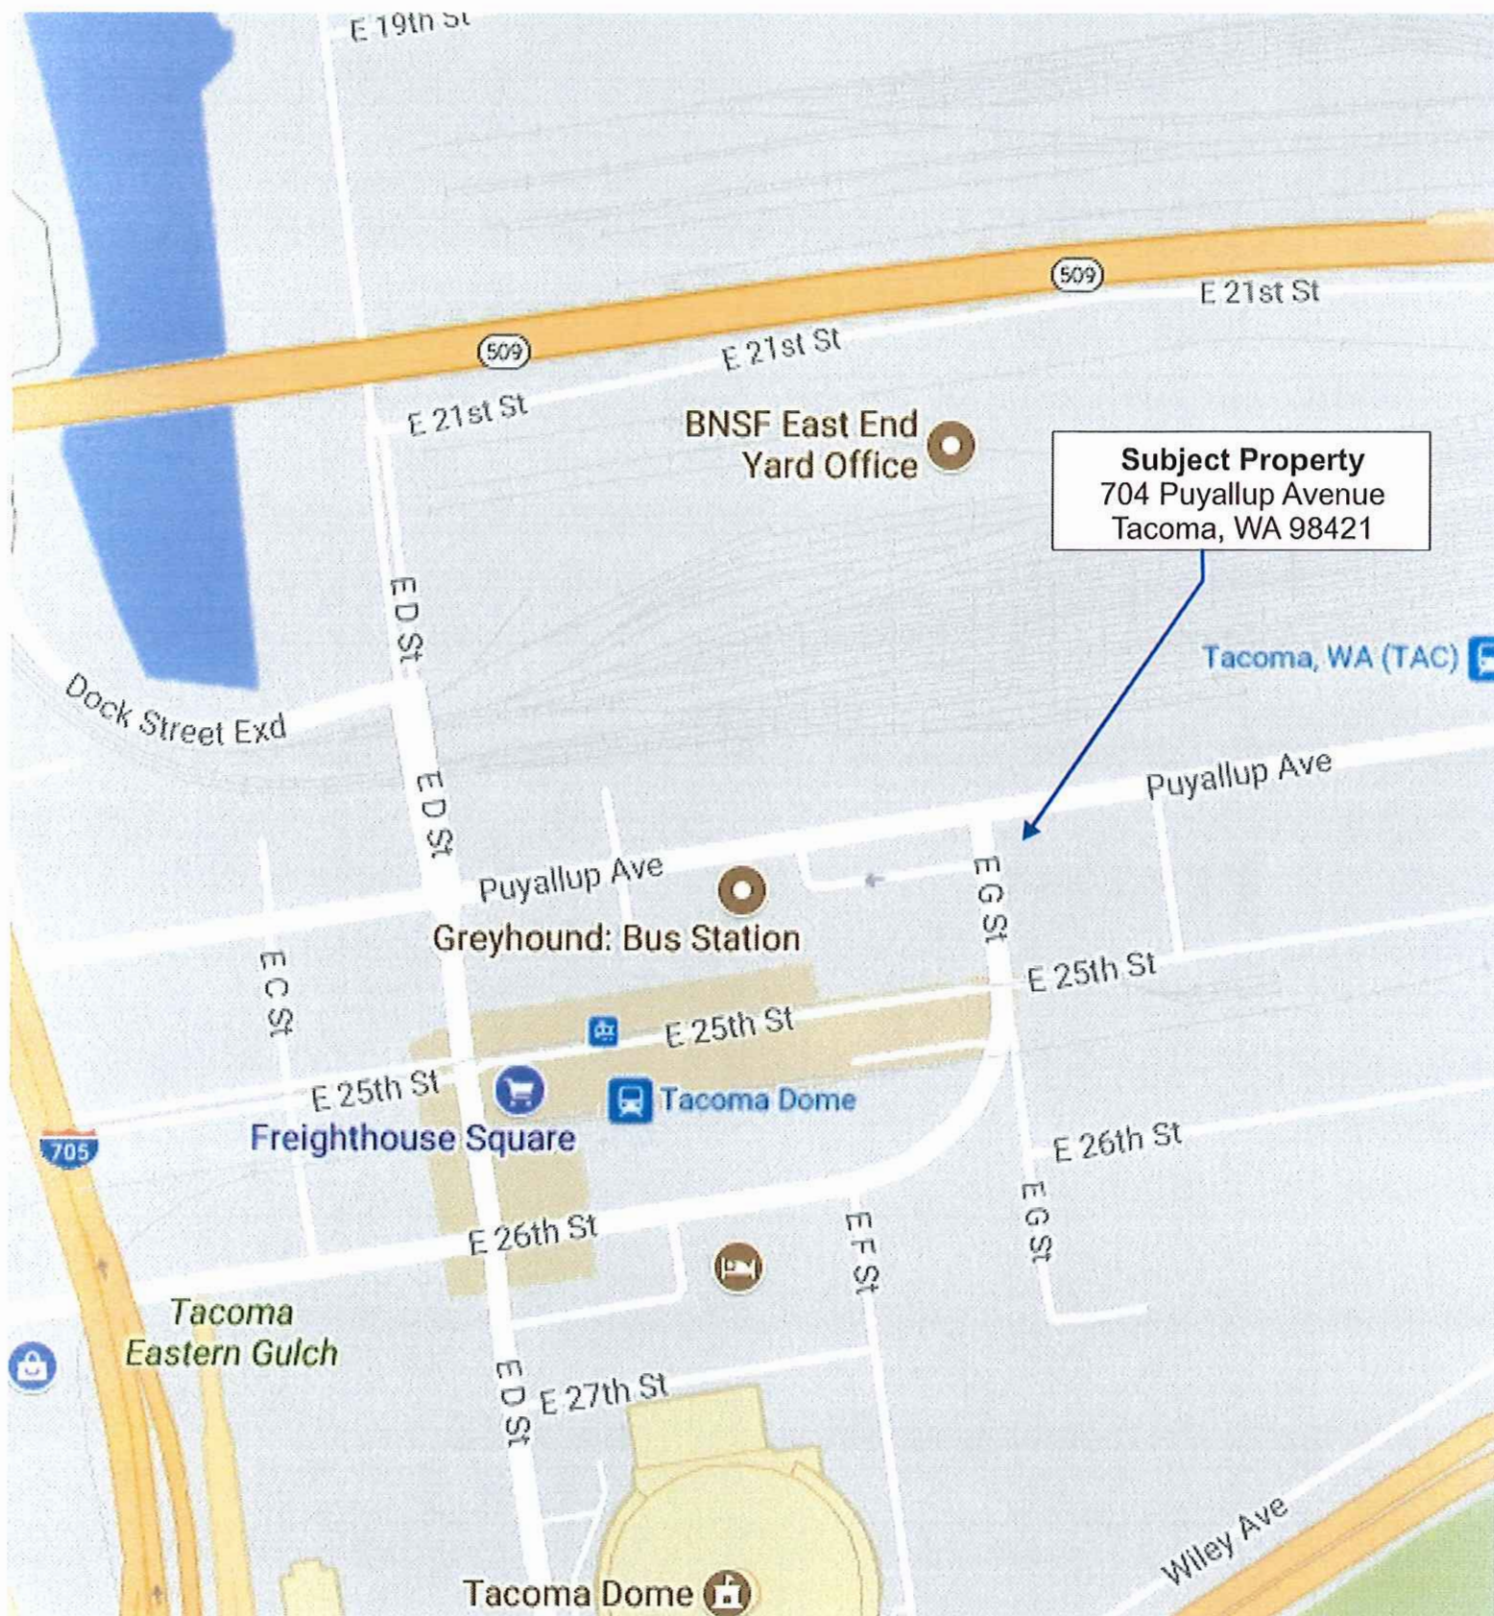 E 19th St
509
E 21st St
509
E 21st St
E 21st St
BNSF East End
Yard Office
Subject Property
704 Puyallup Avenue
Tacoma, WA 98421
E D St
Tacoma, WA (TAC)
Dock Street Exd
E D St
Puyallup Ave
Puyallup Ave
E G St
Greyhound: Bus Station
E C St
E 25th St
E 25th St
E 25th St
Tacoma Dome
Freighthouse Square
705
E 26th St
E 26th St
E G St
E F St
Tacoma
Eastern Gulch
E D St
E 27th St
Wiley Ave
Tacoma Dome